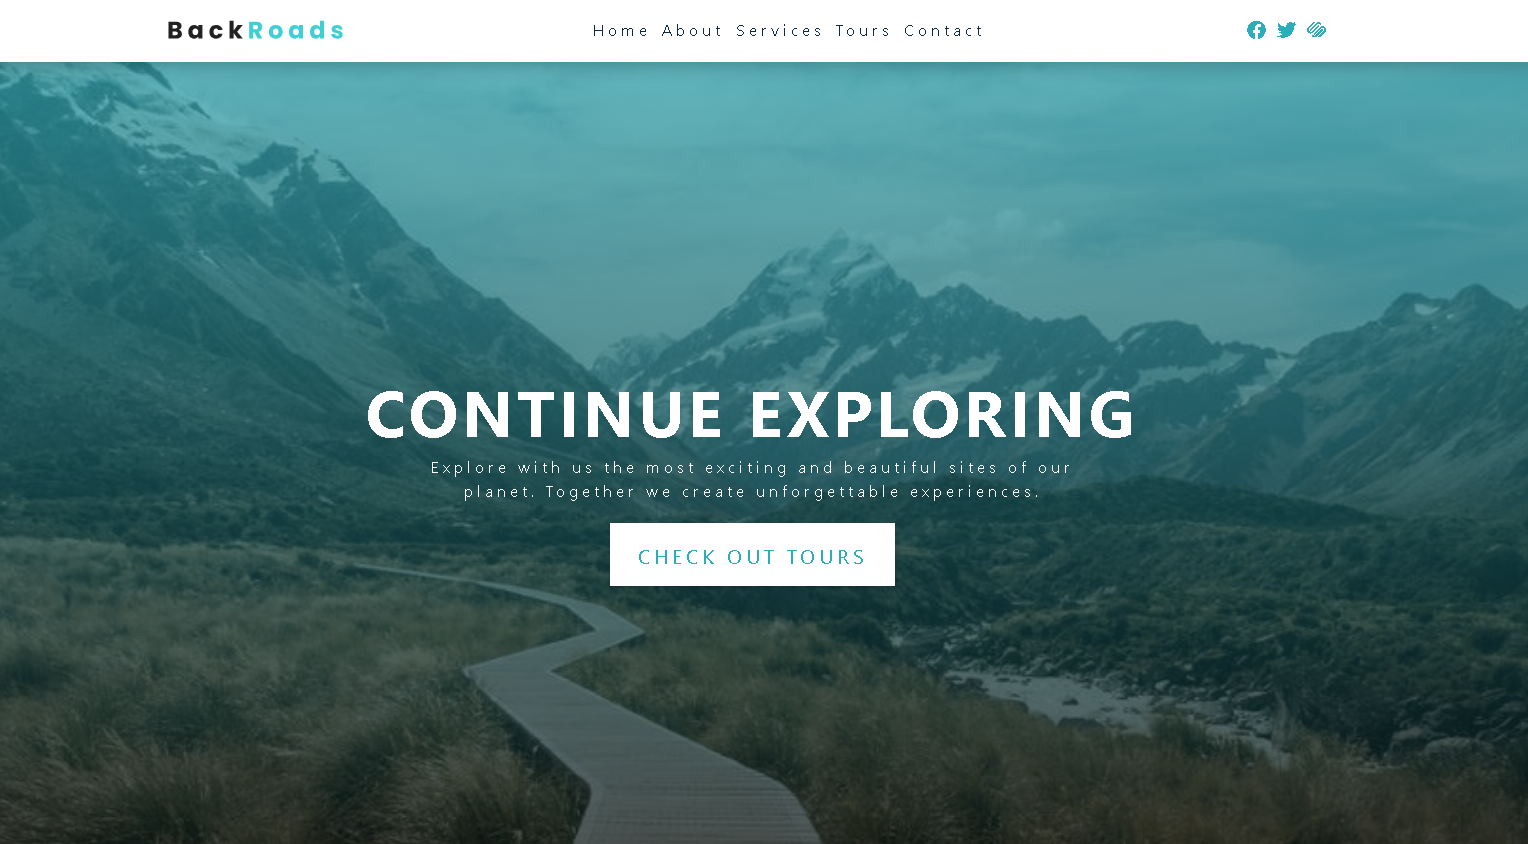 BackRoads
Home About Services Tours Contact
CONTINUE EXPLORING
Explore with us the most exciting and beautiful sites of our
planet. Together we create unforgettable experiences.
CHECK OUT TOURS